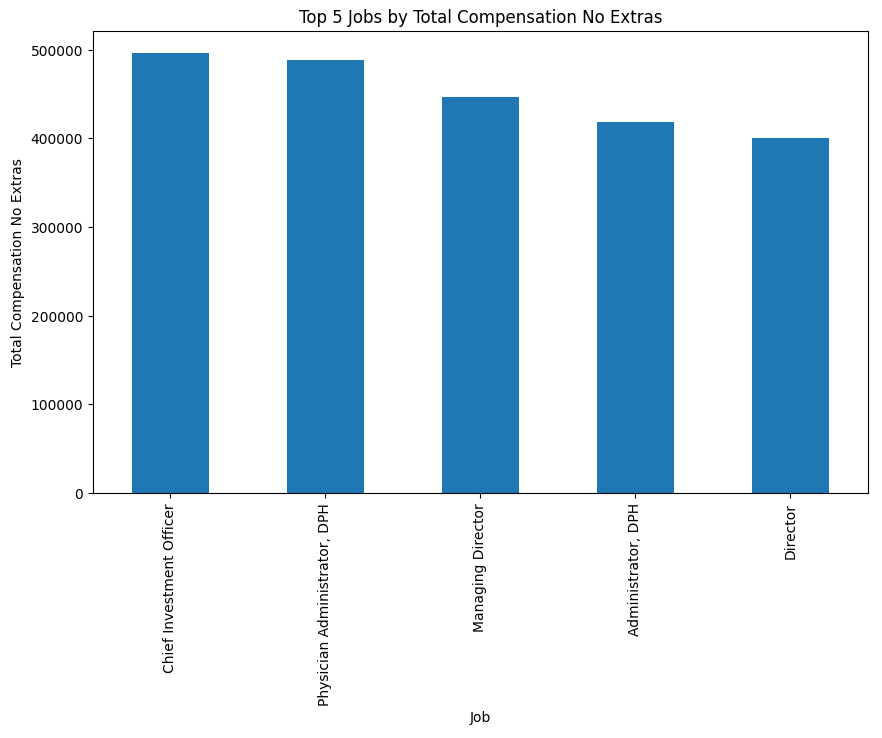 Top 5 Jobs by Total Compensation No Extras
Total Compensation No Extras
500000
400000
300000
200000
100000
0
Chief Investment Officer
Physician Administrator, DPH
Managing Director
Administrator, DPH
Director
Job